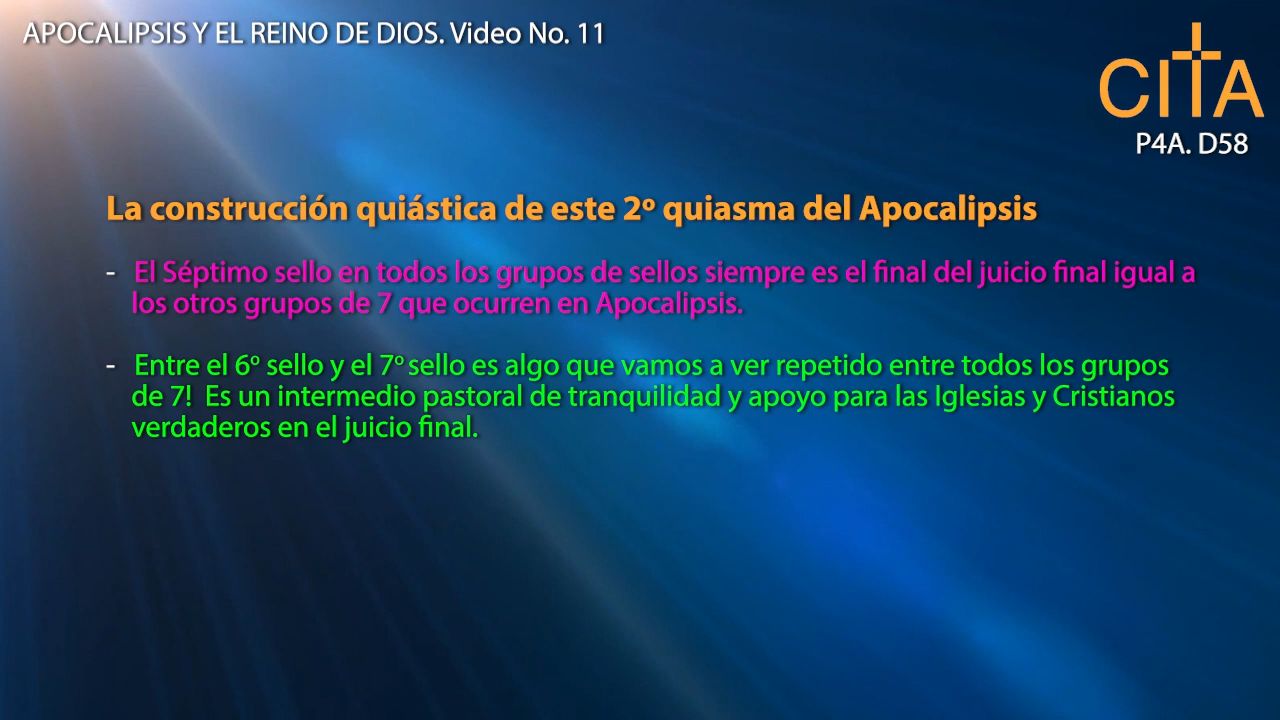 APOCALIPSIS Y EL REINO DE DIOS. Video No. 11
CITA
P4A. D58
La construcción quiástica de este 2º quiasma del Apocalipsis
- El Séptimo sello en todos los grupos de sellos siempre es el final del juicio final igual a
los otros grupos de 7 que ocurren en Apocalipsis.
- Entre el 6º sello y el 7º sello es algo que vamos a ver repetido entre todos los grupos
de 7! Es un intermedio pastoral de tranquilidad y apoyo para las Iglesias y Cristianos
verdaderos en el juicio final.